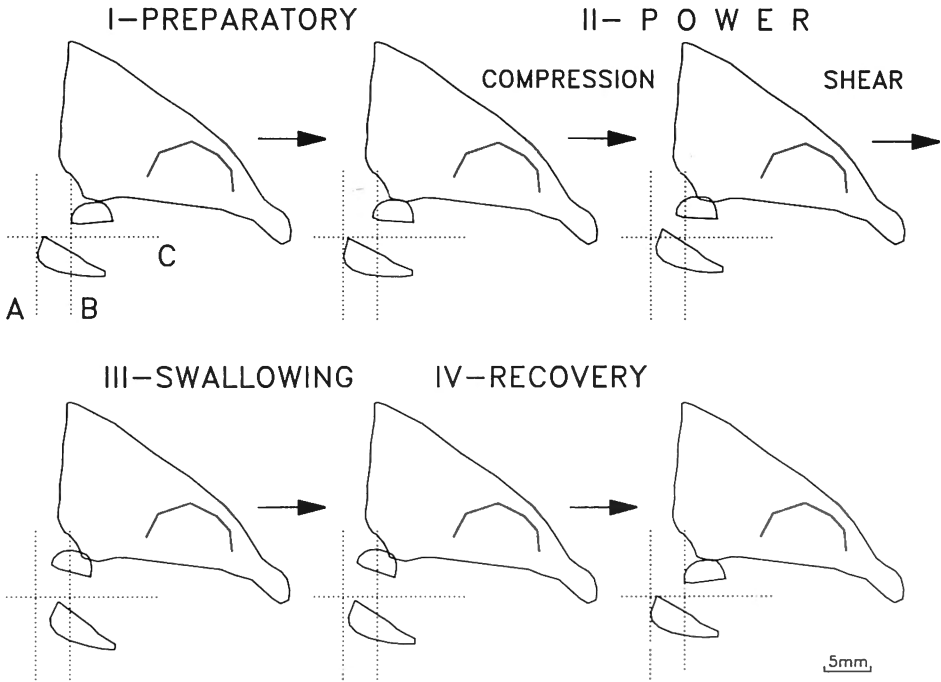 I–PREPARATORY
II– P O W E R
COMPRESSION
SHEAR
C
A
B
III–SWALLOWING
IV–RECOVERY
5mm